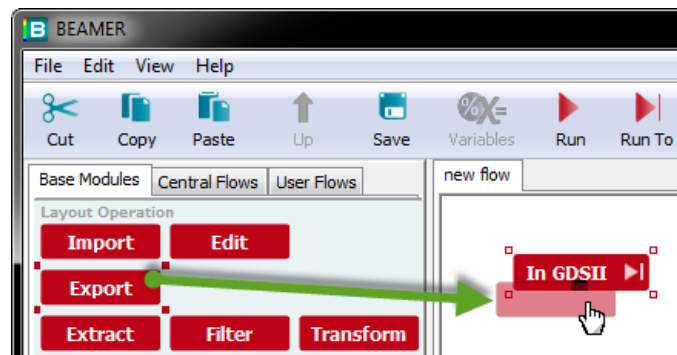 B BEAMER
File Edit View Help
Cut Copy Paste Up Save Variables Run Run To
Base Modules Central Flows User Flows new flow
Layout Operation
Import Edit
In GDSII
Export
Extract Filter Transform